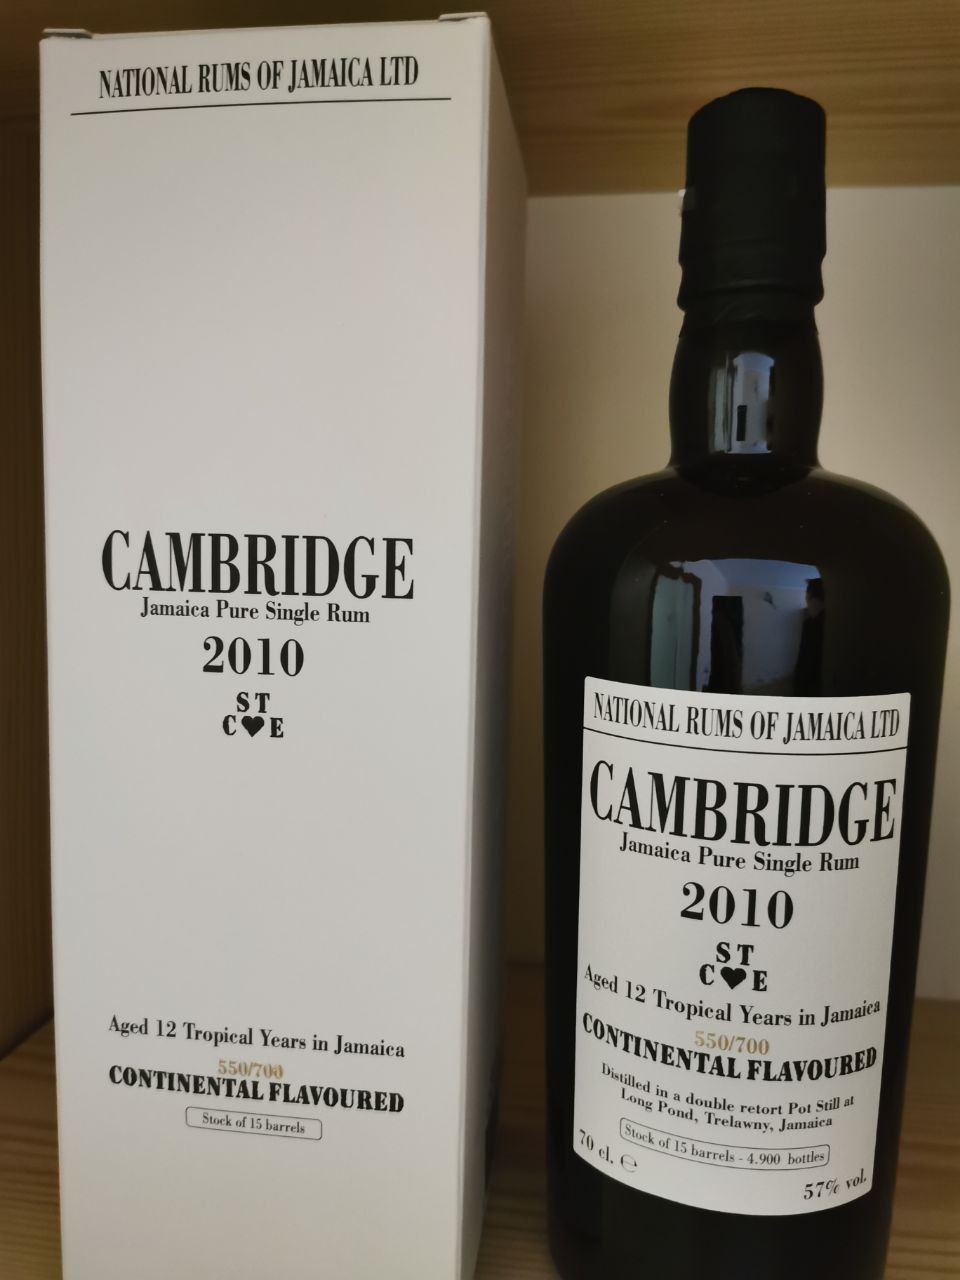 NATIONAL RUMS OF JAMAICA LTD
CAMBRIDGE
Jamaica Pure Single Rum
2010
ST
C♥E
Aged 12 Tropical Years in Jamaica
550/700
CONTINENTAL FLAVOURED
Stock of 15 barrels
NATIONAL RUMS OF JAMAICA LTD
CAMBRIDGE
Jamaica Pure Single Rum
2010
ST
C♥E
Aged 12 Tropical Years in Jamaica
550/700
CONTINENTAL FLAVOURED
Distilled in a double retort Pot Still at
Long Pond, Trelawny, Jamaica
Stock of 15 barrels - 4.900 bottles
70 cl. ℮
57% vol.